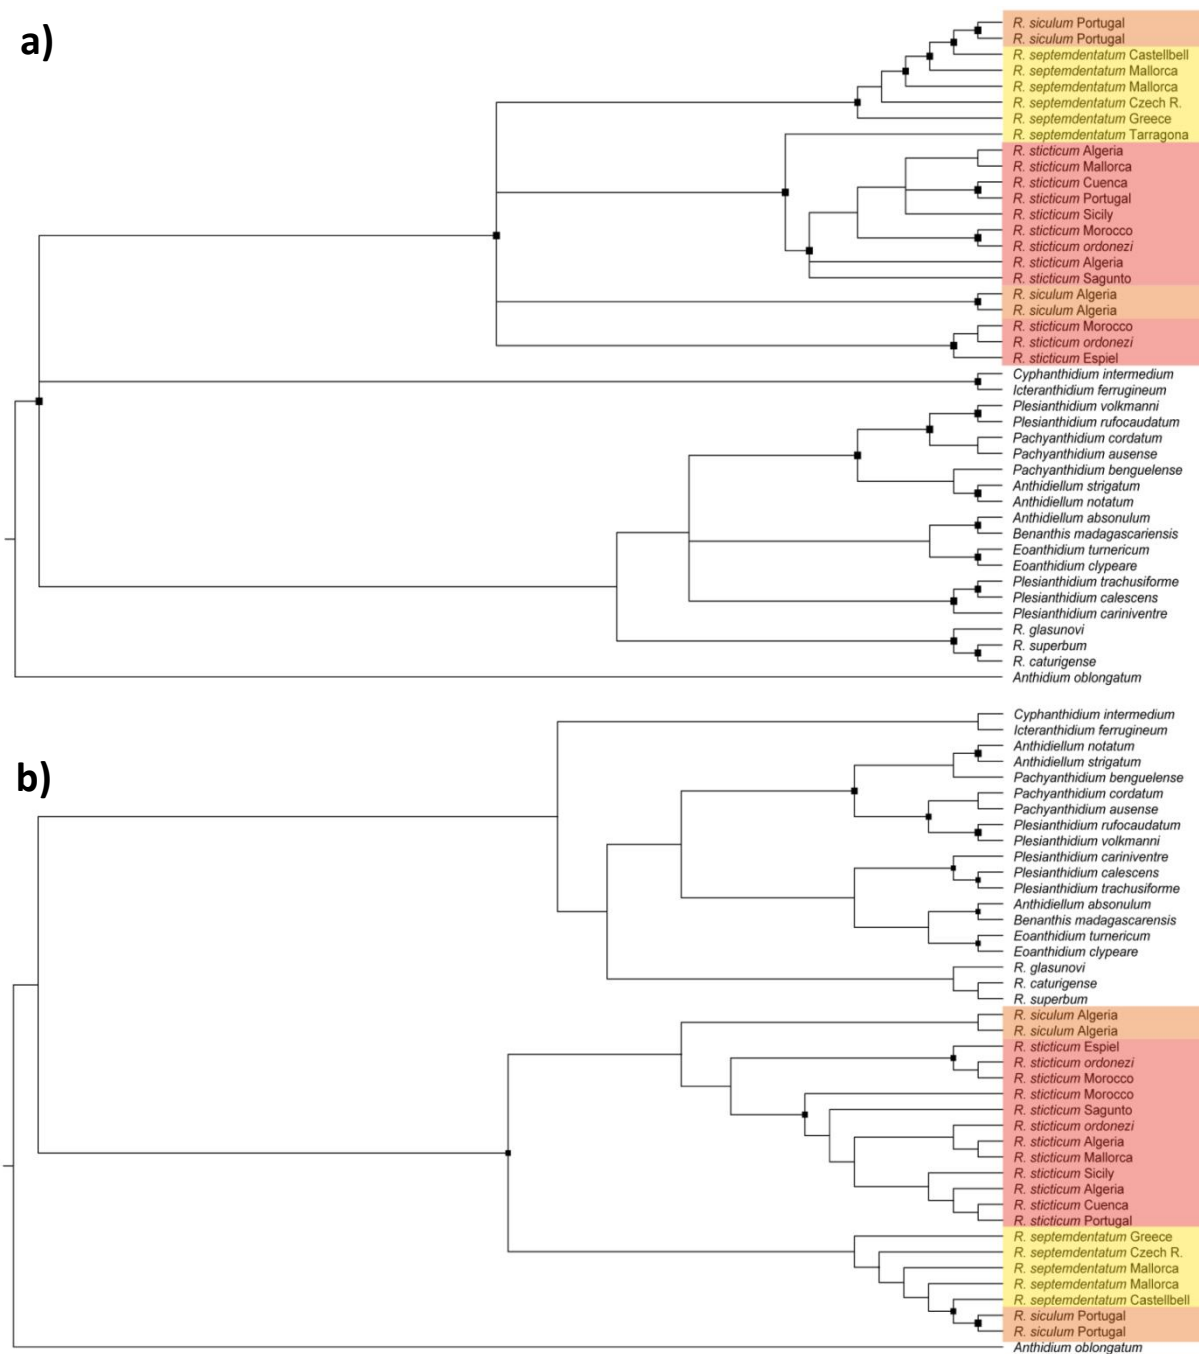 a)
R. siculum Portugal
R. siculum Portugal
R. septemdentatum Castellbell
R. septemdentatum Mallorca
R. septemdentatum Mallorca
R. septemdentatum Czech R.
R. septemdentatum Greece
R. septemdentatum Tarragona
R. sticticum Algeria
R. sticticum Mallorca
R. sticticum Cuenca
R. sticticum Portugal
R. sticticum Sicily
R. sticticum Morocco
R. sticticum ordonezi
R. sticticum Algeria
R. sticticum Sagunto
R. siculum Algeria
R. siculum Algeria
R. sticticum Morocco
R. sticticum ordonezi
R. sticticum Espiel
Cyphanthidium intermedium
Icteranthidium ferrugineum
Plesianthidium volkmanni
Plesianthidium rufocaudatum
Pachyanthidium cordatum
Pachyanthidium ausense
Pachyanthidium benguelense
Anthidiellum strigatum
Anthidiellum notatum
Anthidiellum absonulum
Benanthis madagascariensis
Eoanthidium turnericum
Eoanthidium clypeare
Plesianthidium trachusiforme
Plesianthidium calescens
Plesianthidium cariniventre
R. glasunovi
R. superbum
R. caturigense
Anthidium oblongatum
b)
Cyphanthidium intermedium
Icteranthidium ferrugineum
Anthidiellum notatum
Anthidiellum strigatum
Pachyanthidium benguelense
Pachyanthidium cordatum
Pachyanthidium ausense
Plesianthidium rufocaudatum
Plesianthidium volkmanni
Plesianthidium cariniventre
Plesianthidium calescens
Plesianthidium trachusiforme
Anthidiellum absonulum
Benanthis madagascarensis
Eoanthidium turnericum
Eoanthidium clypeare
R. glasunovi
R. caturigense
R. superbum
R. siculum Algeria
R. siculum Algeria
R. sticticum Espiel
R. sticticum ordonezi
R. sticticum Morocco
R. sticticum Morocco
R. sticticum Sagunto
R. sticticum ordonezi
R. sticticum Algeria
R. sticticum Mallorca
R. sticticum Sicily
R. sticticum Algeria
R. sticticum Cuenca
R. sticticum Portugal
R. septemdentatum Greece
R. septemdentatum Czech R.
R. septemdentatum Mallorca
R. septemdentatum Mallorca
R. septemdentatum Castellbell
R. siculum Portugal
R. siculum Portugal
Anthidium oblongatum